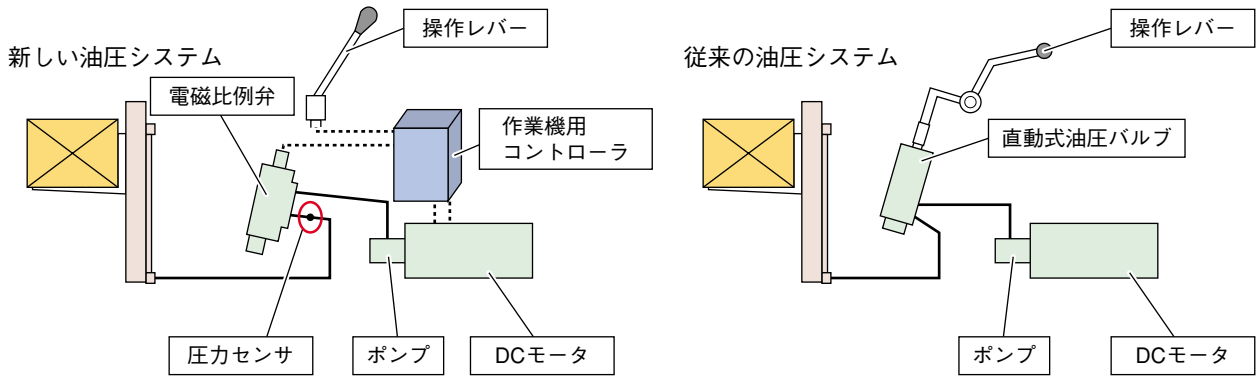 新しい油圧システム
操作レバー
電磁比例弁
作業機用
コントローラ
圧力センサ
ポンプ
DCモータ
従来の油圧システム
操作レバー
直動式油圧バルブ
ポンプ
DCモータ